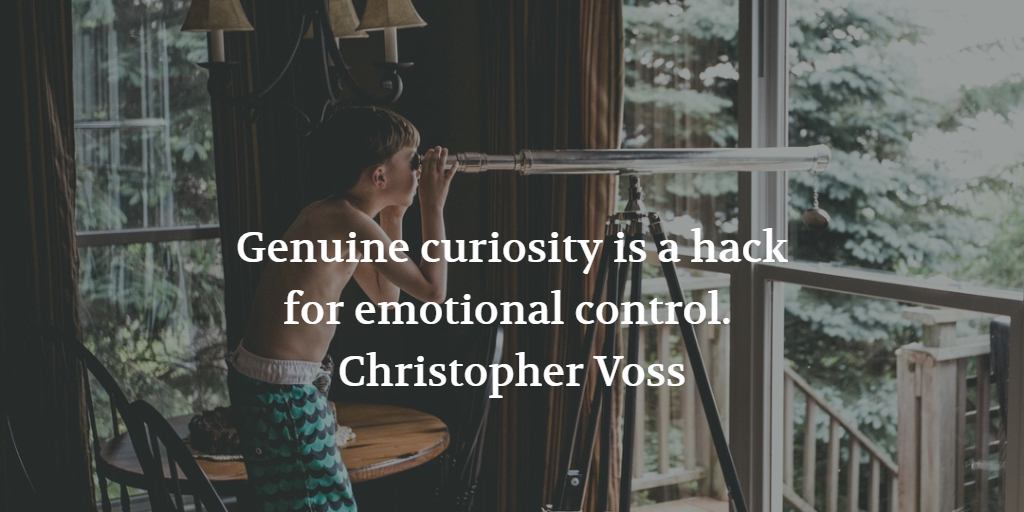 Genuine curiosity is a hack
for emotional control.
Christopher Voss